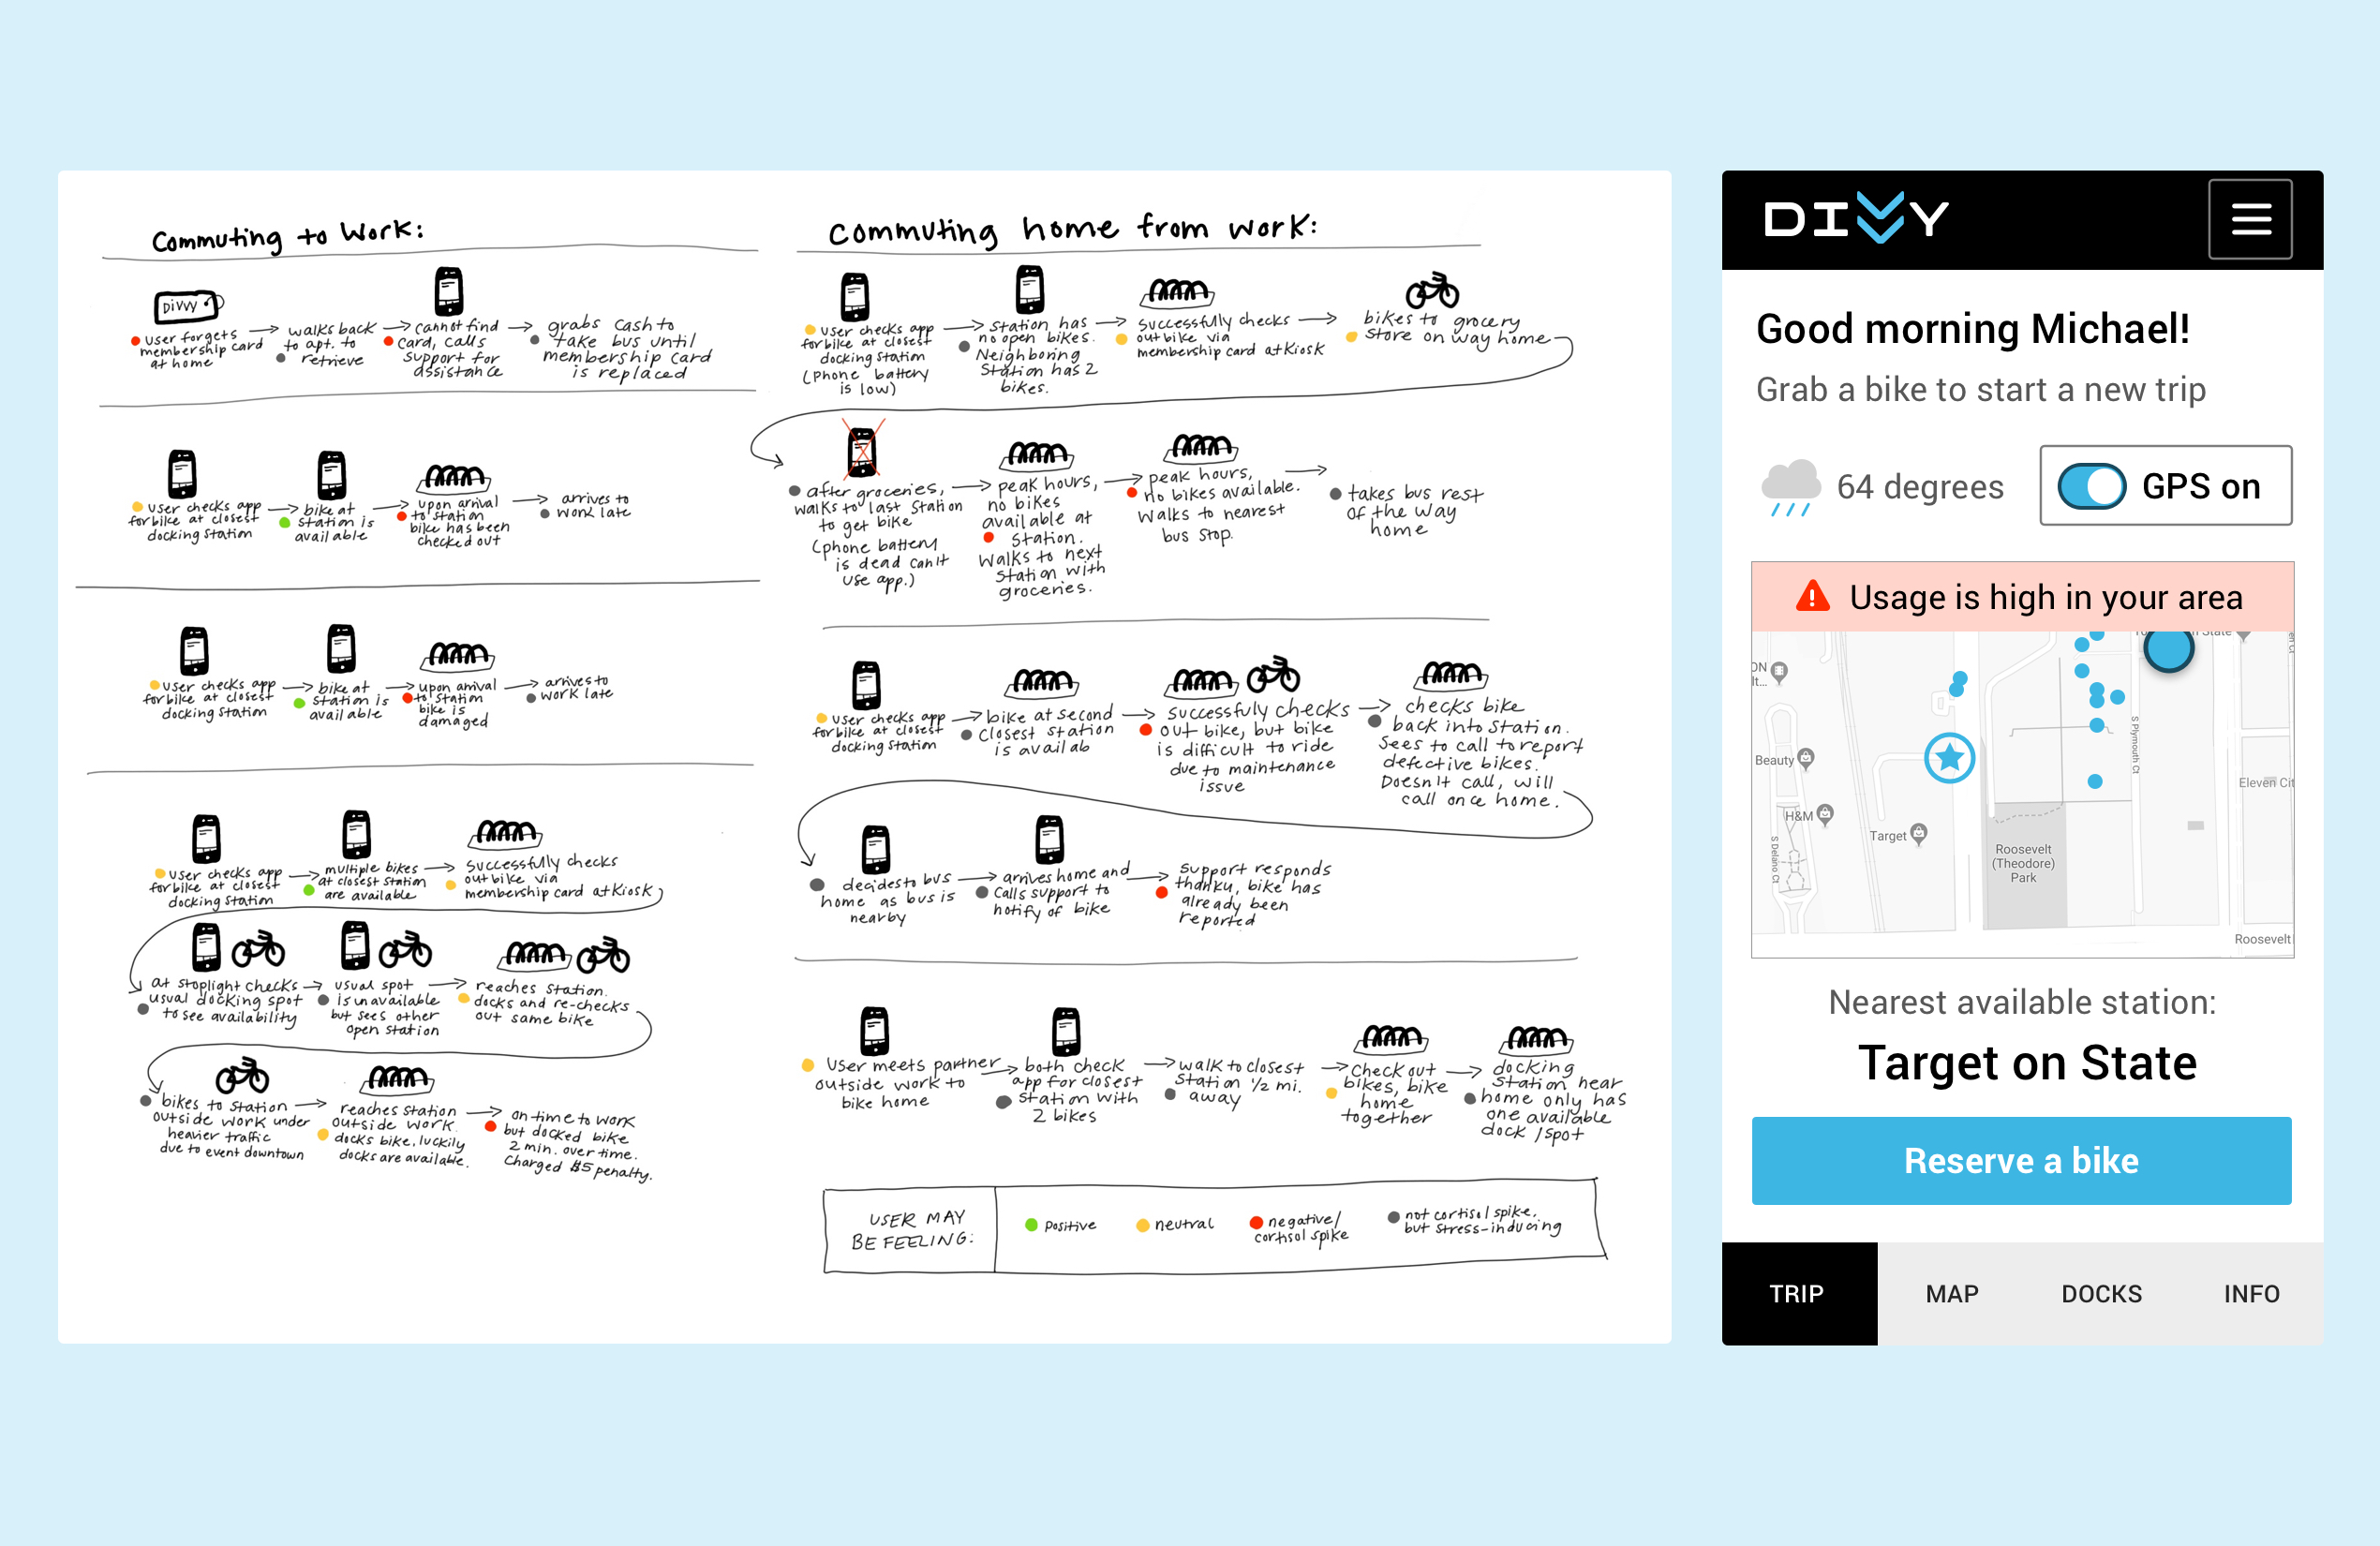 Commuting to Work:
DIVVY
user forgets
membership card
at home
walks back
to apt. to
retrieve
cannot find
card, calls
support for
assistance
grabs cash to
take bus until
membership card
is replaced
user checks app
for bike at closest
docking station
bike at
station is
available
upon arrival
to station
bike has been
checked out
arrives to
work late
user checks app
for bike at closest
docking station
bike at
station is
available
upon arrival
to station
bike is
damaged
arrives to
work late
user checks app
for bike at closest
docking station
multiple bikes
at closest station
are available
successfully checks
out bike via
membership card at Kiosk
at stoplight checks
usual docking spot
to see availability
usual spot
is unavailable
but sees other
open station
reaches station.
docks and re-checks
out same bike
bikes to station
outside work under
heavier traffic
due to event downtown
reaches station
outside work.
docks bike, luckily
docks are available.
on time to work
but docked bike
2 min. over time.
Charged $5 penalty.
Commuting home from work:
user checks app
for bike at closest
docking station
(phone battery
is low)
station has
no open bikes.
Neighboring
station has 2
bikes.
successfully checks
out bike via
membership card at Kiosk
bikes to grocery
store on way home
after groceries,
walks to last station
to get bike
(phone battery
is dead can't
use app.)
peak hours,
no bikes
available at
station.
walks to next
station with
groceries.
peak hours,
no bikes available.
walks to nearest
bus stop.
takes bus rest
of the way
home
user checks app
for bike at closest
docking station
bike at second
closest station
is availab
successfuly checks
out bike, but bike
is difficult to ride
due to maintenance
issue
checks bike
back into station.
Sees to call to report
defective bikes.
Doesn't call, will
call once home.
decides to bus
home as bus is
nearby
arrives home and
calls support to
notify of bike
support responds
thanku, bike has
already been
reported
User meets partner
outside work to
bike home
both check
app for closest
station with
2 bikes
walk to closest
station 1/2 mi.
away
check out
bikes, bike
home
together
docking
station near
home only has
one available
dock /spot
USER MAY
BE FEELING:
positive
neutral
negative/
cortisol spike
not cortisol spike,
but stress-inducing
DIVVY
Good morning Michael!
Grab a bike to start a new trip
64 degrees
GPS on
Usage is high in your area
Beauty
H&M
Target
S Delano Ct
S Plymouth Ct
Roosevelt
(Theodore)
Park
Eleven Cit
Roosevelt
Nearest available station:
Target on State
Reserve a bike
TRIP
MAP
DOCKS
INFO